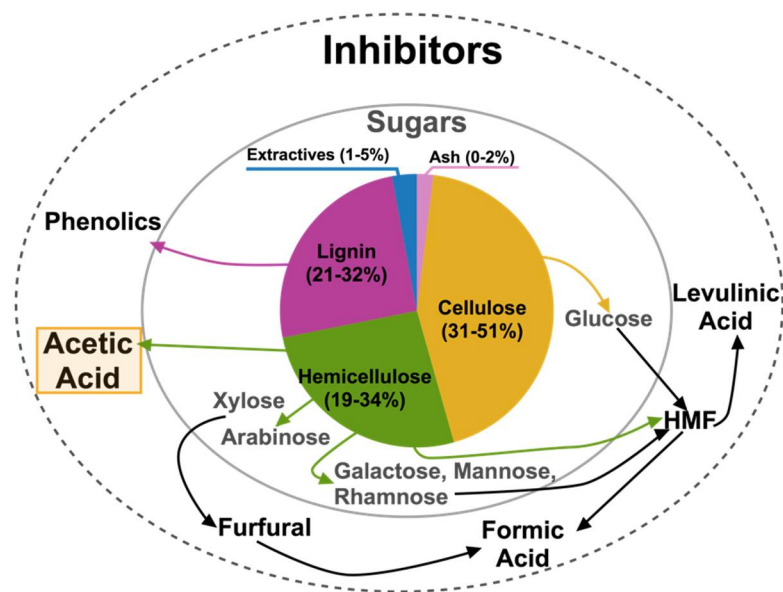 Inhibitors
Sugars
Extractives (1-5%)
Ash (0-2%)
Phenolics
Lignin
(21-32%)
Cellulose
(31-51%)
Glucose
Levulinic
Acid
Acetic
Acid
Hemicellulose
(19-34%)
Xylose
Arabinose
HMF
Galactose, Mannose,
Rhamnose
Furfural
Formic
Acid